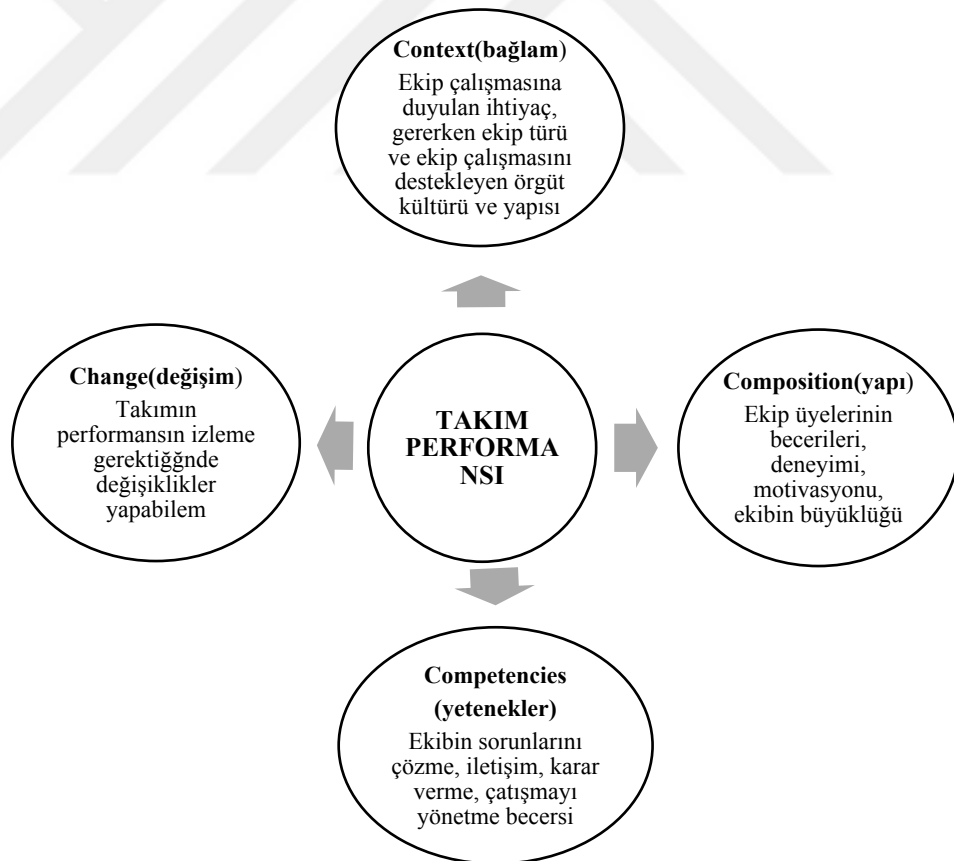 Context(bağlam)
Ekip çalışmasına
duyulan ihtiyaç,
gererken ekip türü
ve ekip çalışmasını
destekleyen örgüt
kültürü ve yapısı
Change(değişim)
Takımın
performansın izleme
gerektiğğnde
değişiklikler
yapabilem
TAKIM
PERFORMA
NSI
Composition(yapı)
Ekip üyelerinin
becerileri,
deneyimi,
motivasyonu,
ekibin büyüklüğü
Competencies
(yetenekler)
Ekibin sorunlarını
çözme, iletişim, karar
verme, çatışmayı
yönetme becersi